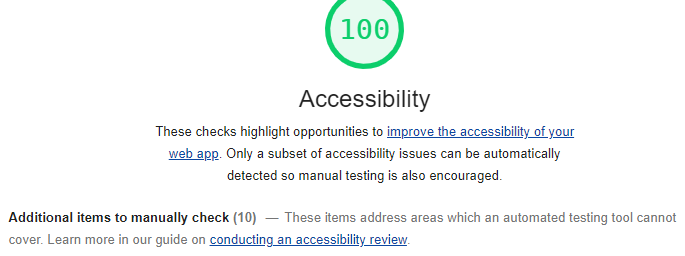 100
Accessibility
These checks highlight opportunities to improve the accessibility of your
web app. Only a subset of accessibility issues can be automatically
detected so manual testing is also encouraged.
Additional items to manually check (10) — These items address areas which an automated testing tool cannot
cover. Learn more in our guide on conducting an accessibility review.